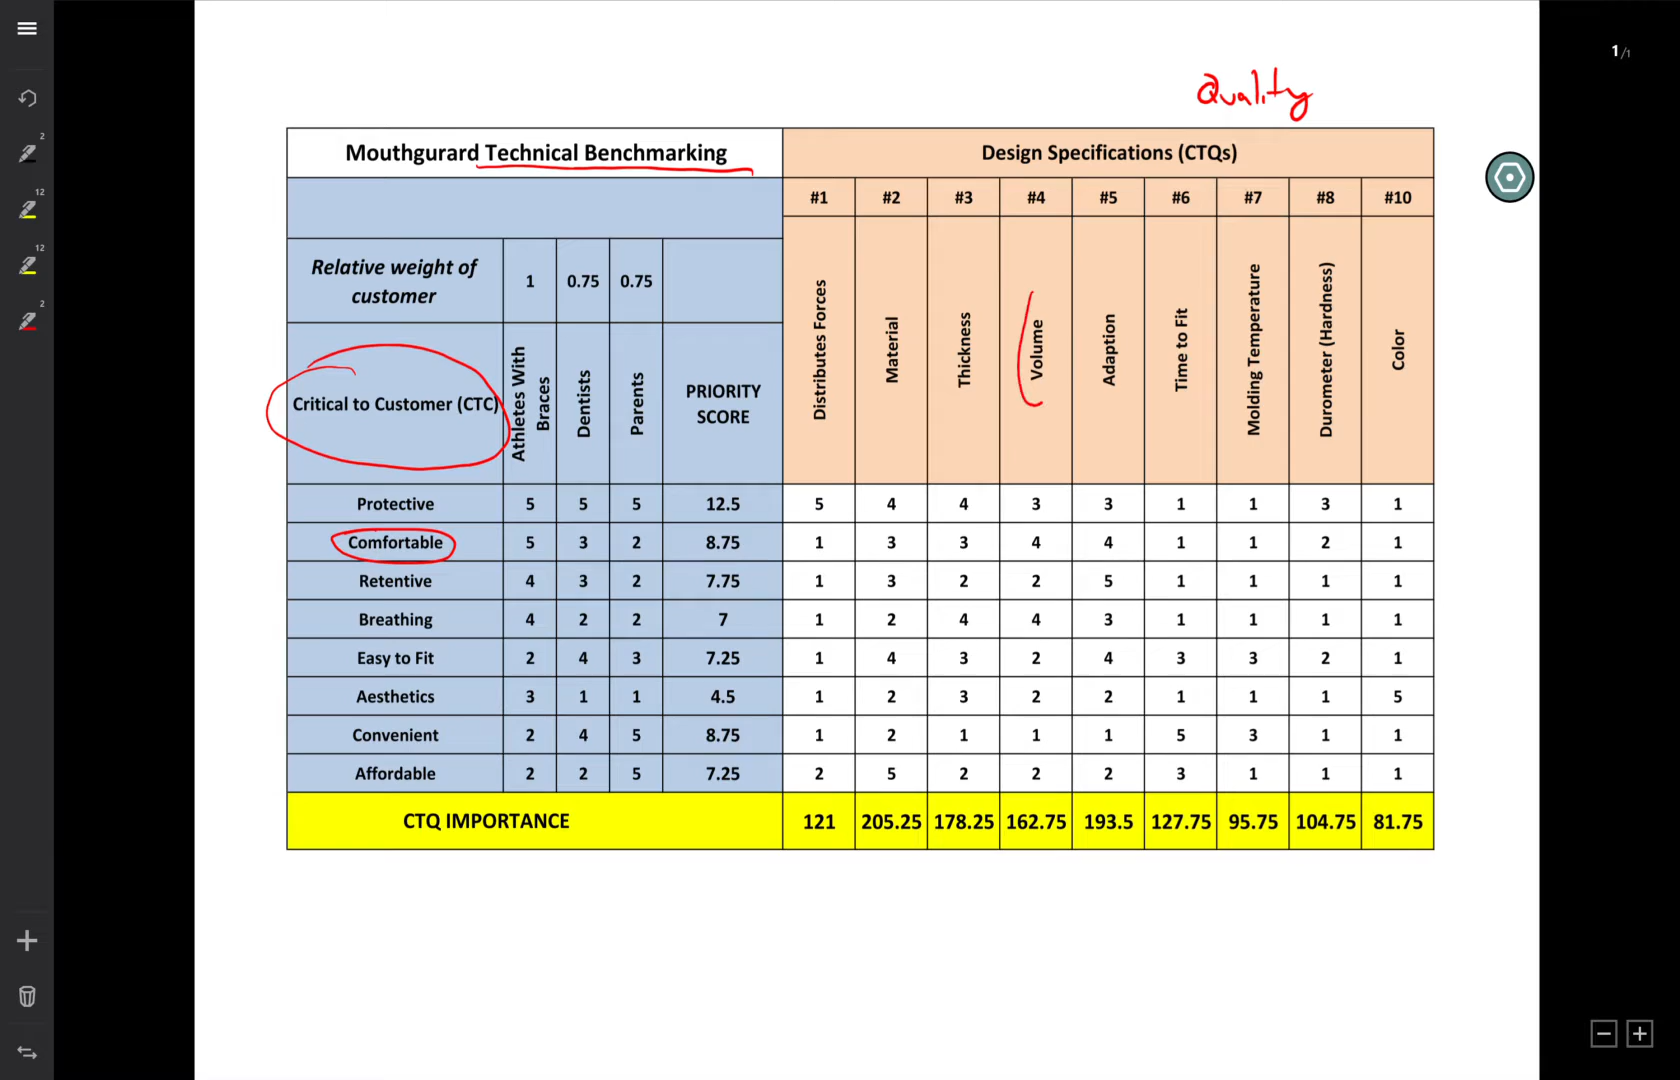 1/1
Quality
Mouthgurard Technical Benchmarking Design Specifications (CTQs)
#1 #2 #3 #4 #5 #6 #7 #8 #10
Relative weight of customer 1 0.75 0.75
Critical to Customer (CTC) Athletes With Braces Dentists Parents PRIORITY SCORE Distributes Forces Material Thickness Volume Adaption Time to Fit Molding Temperature Durometer (Hardness) Color
Protective 5 5 5 12.5 5 4 4 3 3 1 1 3 1
Comfortable 5 3 2 8.75 1 3 3 4 4 1 1 2 1
Retentive 4 3 2 7.75 1 3 2 2 5 1 1 1 1
Breathing 4 2 2 7 1 2 4 4 3 1 1 1 1
Easy to Fit 2 4 3 7.25 1 4 3 2 4 3 3 2 1
Aesthetics 3 1 1 4.5 1 2 3 2 2 1 1 1 5
Convenient 2 4 5 8.75 1 2 1 1 1 5 3 1 1
Affordable 2 2 5 7.25 2 5 2 2 2 3 1 1 1
CTQ IMPORTANCE 121 205.25 178.25 162.75 193.5 127.75 95.75 104.75 81.75
2
12
12
2